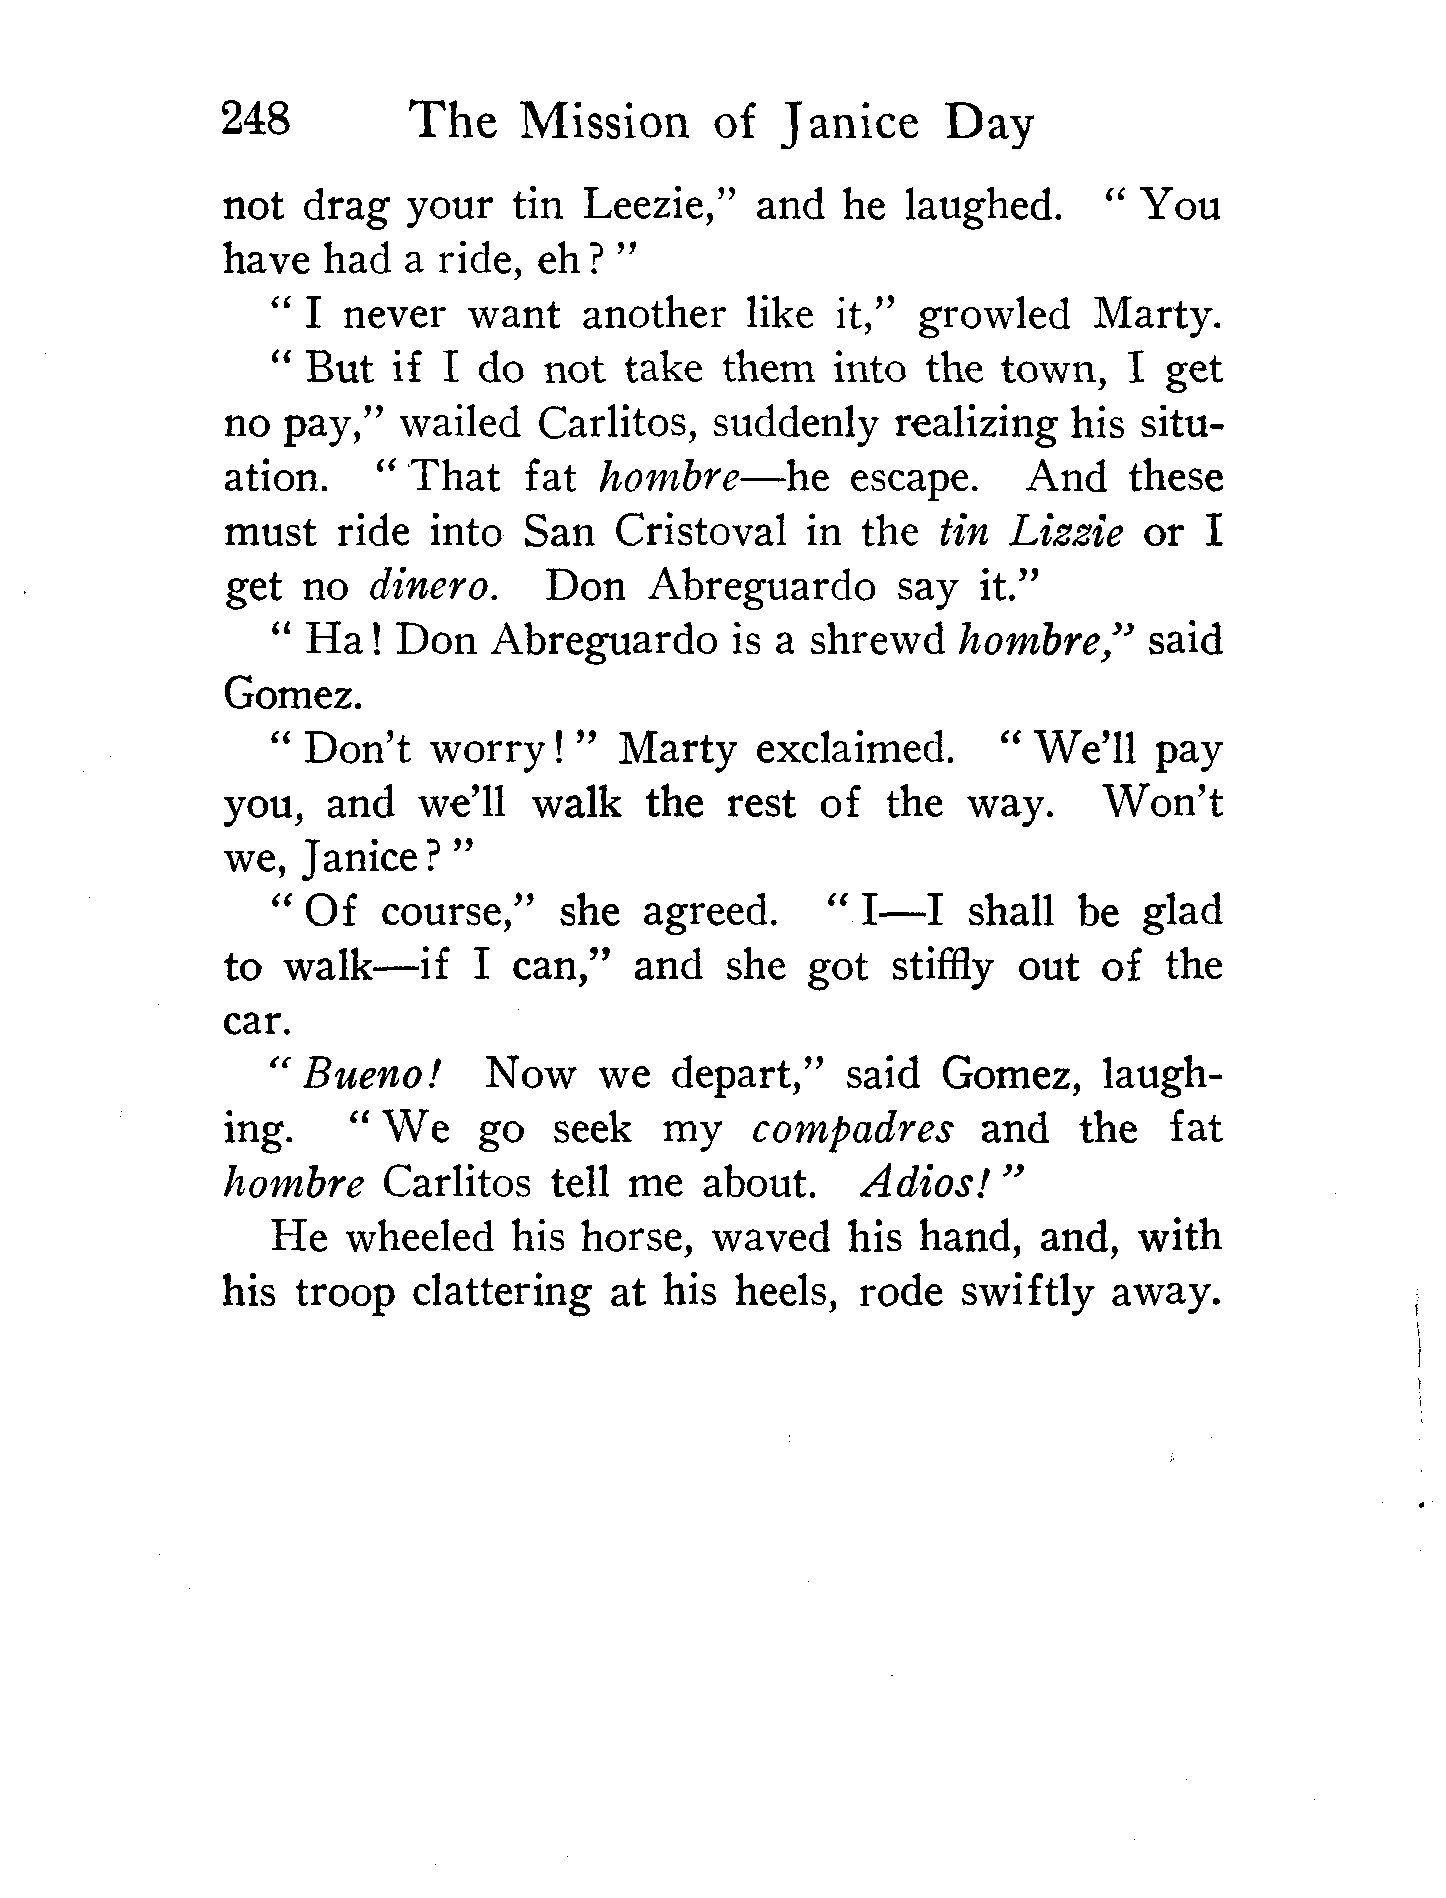 248 The Mission of Janice Day
not drag your tin Leezie,” and he laughed. “ You
have had a ride, eh? ”
“ I never want another like it,” growled Marty.
“ But if I do not take them into the town, I get
no pay,” wailed Carlitos, suddenly realizing his situ-
ation. “ That fat hombre—he escape. And these
must ride into San Cristoval in the tin Lizzie or I
get no dinero. Don Abreguardo say it.”
“ Ha! Don Abreguardo is a shrewd hombre,” said
Gomez.
“ Don’t worry! ” Marty exclaimed. “ We’ll pay
you, and we’ll walk the rest of the way. Won’t
we, Janice? ”
“ Of course,” she agreed. “ I—I shall be glad
to walk—if I can,” and she got stiffly out of the
car.
“ Bueno! Now we depart,” said Gomez, laugh-
ing. “ We go seek my compadres and the fat
hombre Carlitos tell me about. Adios! ”
He wheeled his horse, waved his hand, and, with
his troop clattering at his heels, rode swiftly away.